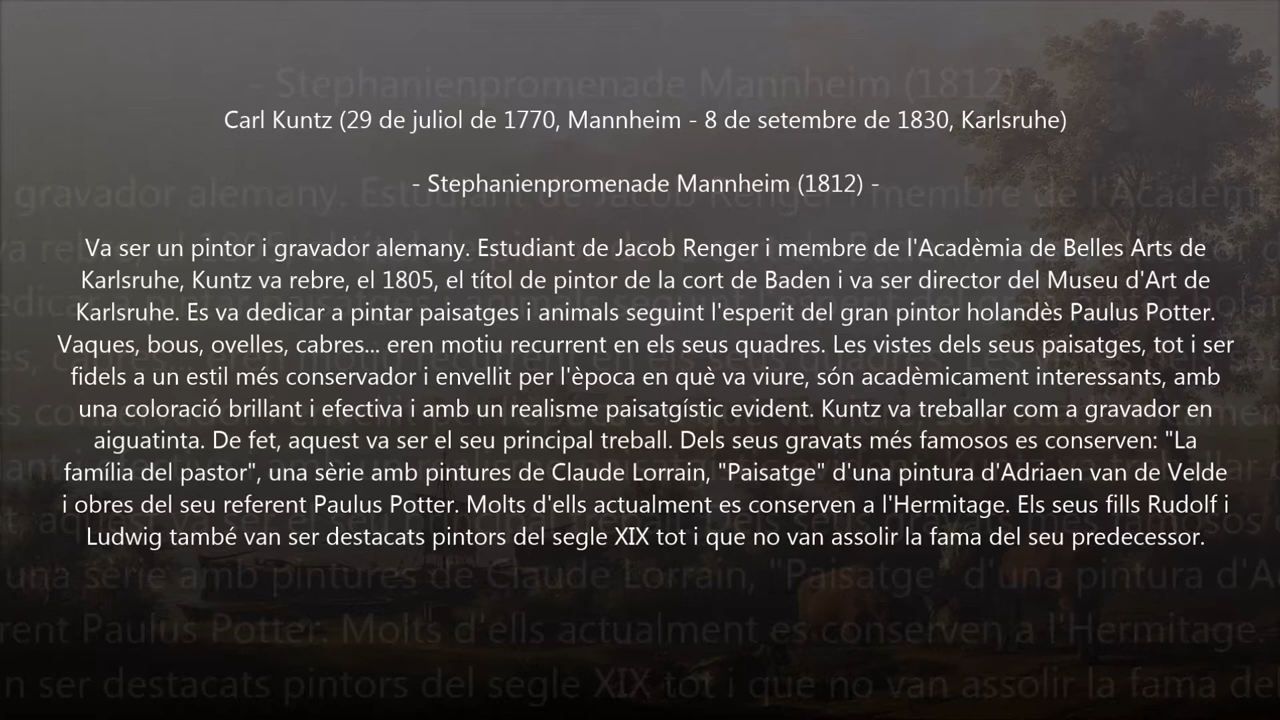 Carl Kuntz (29 de juliol de 1770, Mannheim - 8 de setembre de 1830, Karlsruhe)
- Stephanienpromenade Mannheim (1812) -
Va ser un pintor i gravador alemany. Estudiant de Jacob Renger i membre de l'Acadèmia de Belles Arts de
Karlsruhe, Kuntz va rebre, el 1805, el títol de pintor de la cort de Baden i va ser director del Museu d'Art de
Karlsruhe. Es va dedicar a pintar paisatges i animals seguint l'esperit del gran pintor holandès Paulus Potter.
Vaques, bous, ovelles, cabres... eren motiu recurrent en els seus quadres. Les vistes dels seus paisatges, tot i ser
fidels a un estil més conservador i envellit per l'època en què va viure, són acadèmicament interessants, amb
una coloració brillant i efectiva i amb un realisme paisatgístic evident. Kuntz va treballar com a gravador en
aiguatinta. De fet, aquest va ser el seu principal treball. Dels seus gravats més famosos es conserven: "La
família del pastor", una sèrie amb pintures de Claude Lorrain, "Paisatge" d'una pintura d'Adriaen van de Velde
i obres del seu referent Paulus Potter. Molts d'ells actualment es conserven a l'Hermitage. Els seus fills Rudolf i
Ludwig també van ser destacats pintors del segle XIX tot i que no van assolir la fama del seu predecessor.